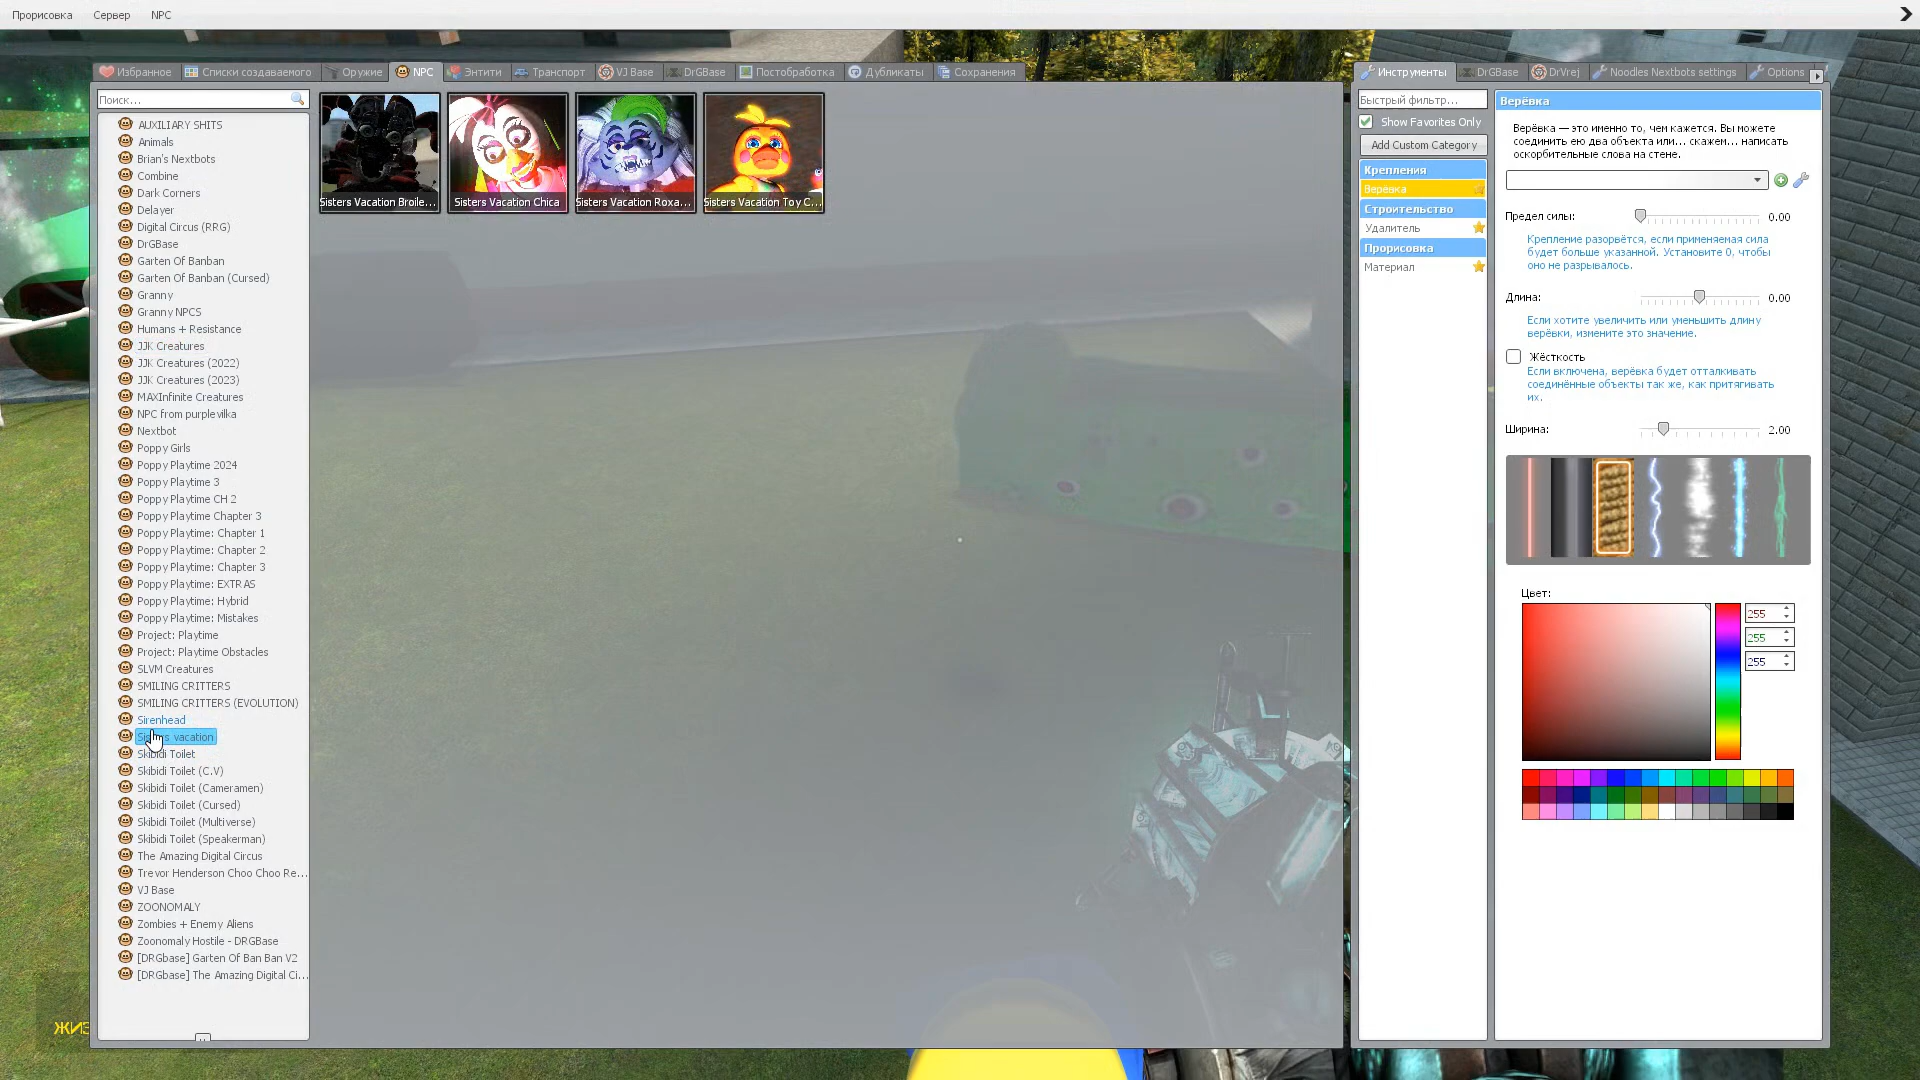 Прорисовка Сервер NPC
Избранное Списки создаваемого Оружие NPC Энтити Транспорт VJ Base DrGBase Постобработка Дубликаты Сохранения
Поиск...
AUXILIARY SHITS
Animals
Brian's Nextbots
Combine
Dark Corners
Delayer
Digital Circus (RRG)
DrGBase
Garten Of Banban
Garten Of Banban (Cursed)
Granny
Granny NPCS
Humans + Resistance
JJK Creatures
JJK Creatures (2022)
JJK Creatures (2023)
MAXInfinite Creatures
NPC from purplevilka
Nextbot
Poppy Girls
Poppy Playtime 2024
Poppy Playtime 3
Poppy Playtime CH 2
Poppy Playtime Chapter 3
Poppy Playtime: Chapter 1
Poppy Playtime: Chapter 2
Poppy Playtime: Chapter 3
Poppy Playtime: EXTRAS
Poppy Playtime: Hybrid
Poppy Playtime: Mistakes
Project: Playtime
Project: Playtime Obstacles
SLVM Creatures
SMILING CRITTERS
SMILING CRITTERS (EVOLUTION)
Sirenhead
vacation
Skibidi Toilet
Skibidi Toilet (C.V)
Skibidi Toilet (Cameramen)
Skibidi Toilet (Cursed)
Skibidi Toilet (Multiverse)
Skibidi Toilet (Speakerman)
The Amazing Digital Circus
Trevor Henderson Choo Choo Re...
VJ Base
ZOONOMALY
Zombies + Enemy Aliens
Zoonomaly Hostile - DRGBase
[DRGbase] Garten Of Ban Ban V2
[DRGbase] The Amazing Digital Ci...
Sisters Vacation Broile... Sisters Vacation Chica Sisters Vacation Roxa... Sisters Vacation Toy C...
Инструменты DrGBase DrVrej Noodles Nextbots settings Options
Быстрый фильтр...
Show Favorites Only
Add Custom Category
Крепления
Верёвка
Строительство
Удалитель
Прорисовка
Материал
Верёвка
Верёвка — это именно то, чем кажется. Вы можете
соединить ею два объекта или... скажем... написать
оскорбительные слова на стене.
Предел силы: 0.00
Крепление разорвётся, если применяемая сила
будет больше указанной. Установите 0, чтобы
оно не разрывалось.
Длина: 0.00
Если хотите увеличить или уменьшить длину
верёвки, измените это значение.
Жёсткость
Если включена, верёвка будет отталкивать
соединённые объекты так же, как притягивать
их.
Ширина: 2.00
Цвет:
255
255
255